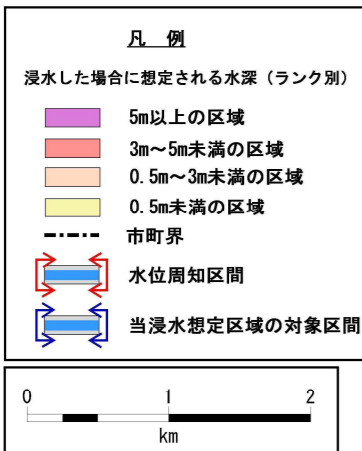 凡 例
浸水した場合に想定される水深（ランク別）
5m以上の区域
3m～5m未満の区域
0.5m～3m未満の区域
0.5m未満の区域
市町界
水位周知区間
当浸水想定区域の対象区間
0 1 2
km